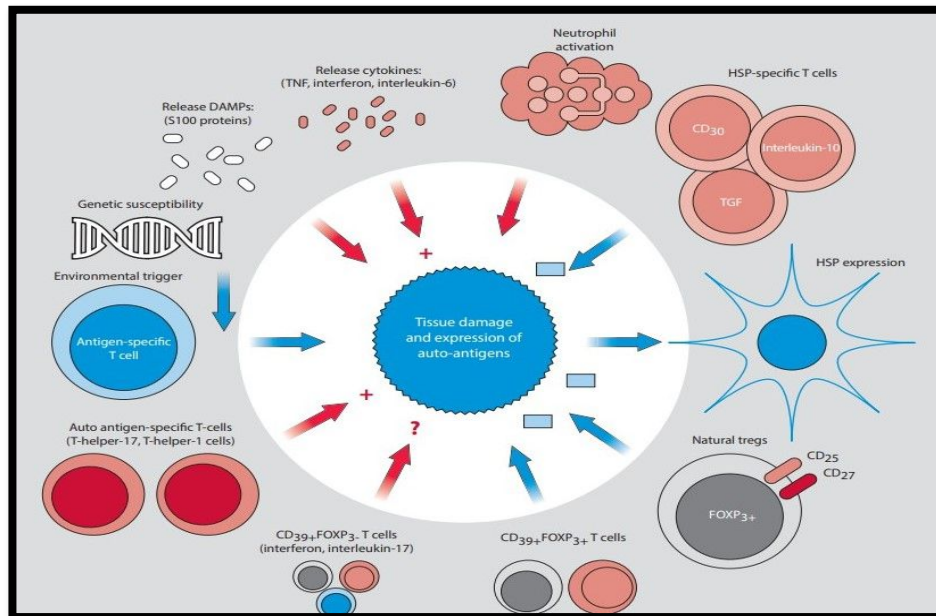 Neutrophil
activation
Release cytokines:
(TNF, interferon, interleukin-6)
HSP-specific T cells
Release DAMPs:
(S100 proteins)
CD30
Interleukin-10
TGF
Genetic susceptibility
Environmental trigger
HSP expression
Antigen-specific
T cell
Tissue damage
and expression of
auto-antigens
+
+
?
Auto antigen-specific T-cells
(T-helper-17, T-helper-1 cells)
Natural tregs
CD25
CD27
FOXP3+
CD39+FOXP3- T cells
(interferon, interleukin-17)
CD39+FOXP3+ T cells